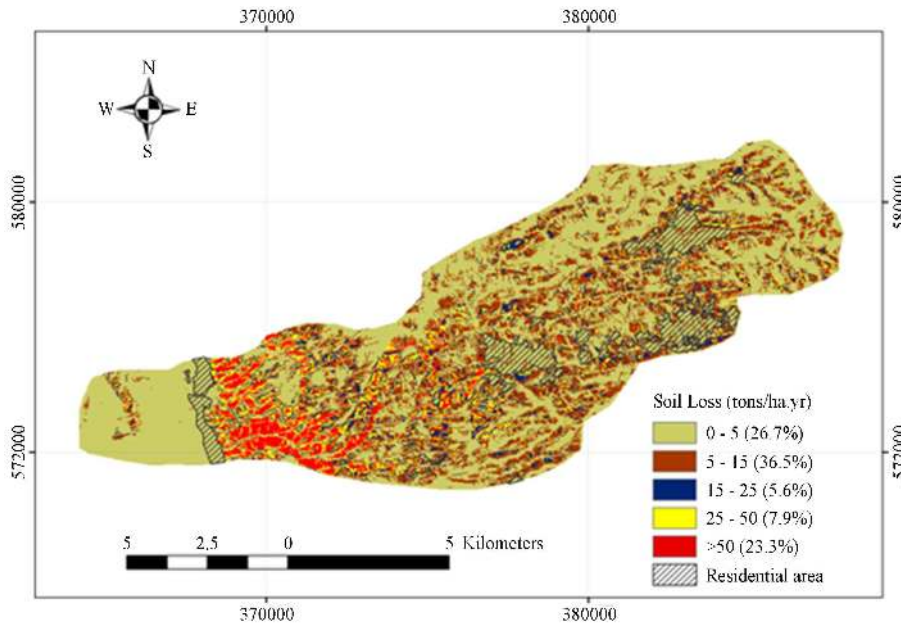 370000 380000
N
W E
S
580000 580000
Soil Loss (tons/ha.yr)
0 - 5 (26.7%)
5 - 15 (36.5%)
15 - 25 (5.6%)
25 - 50 (7.9%)
>50 (23.3%)
Residential area
572000 572000
5 2,5 0 5 Kilometers
370000 380000